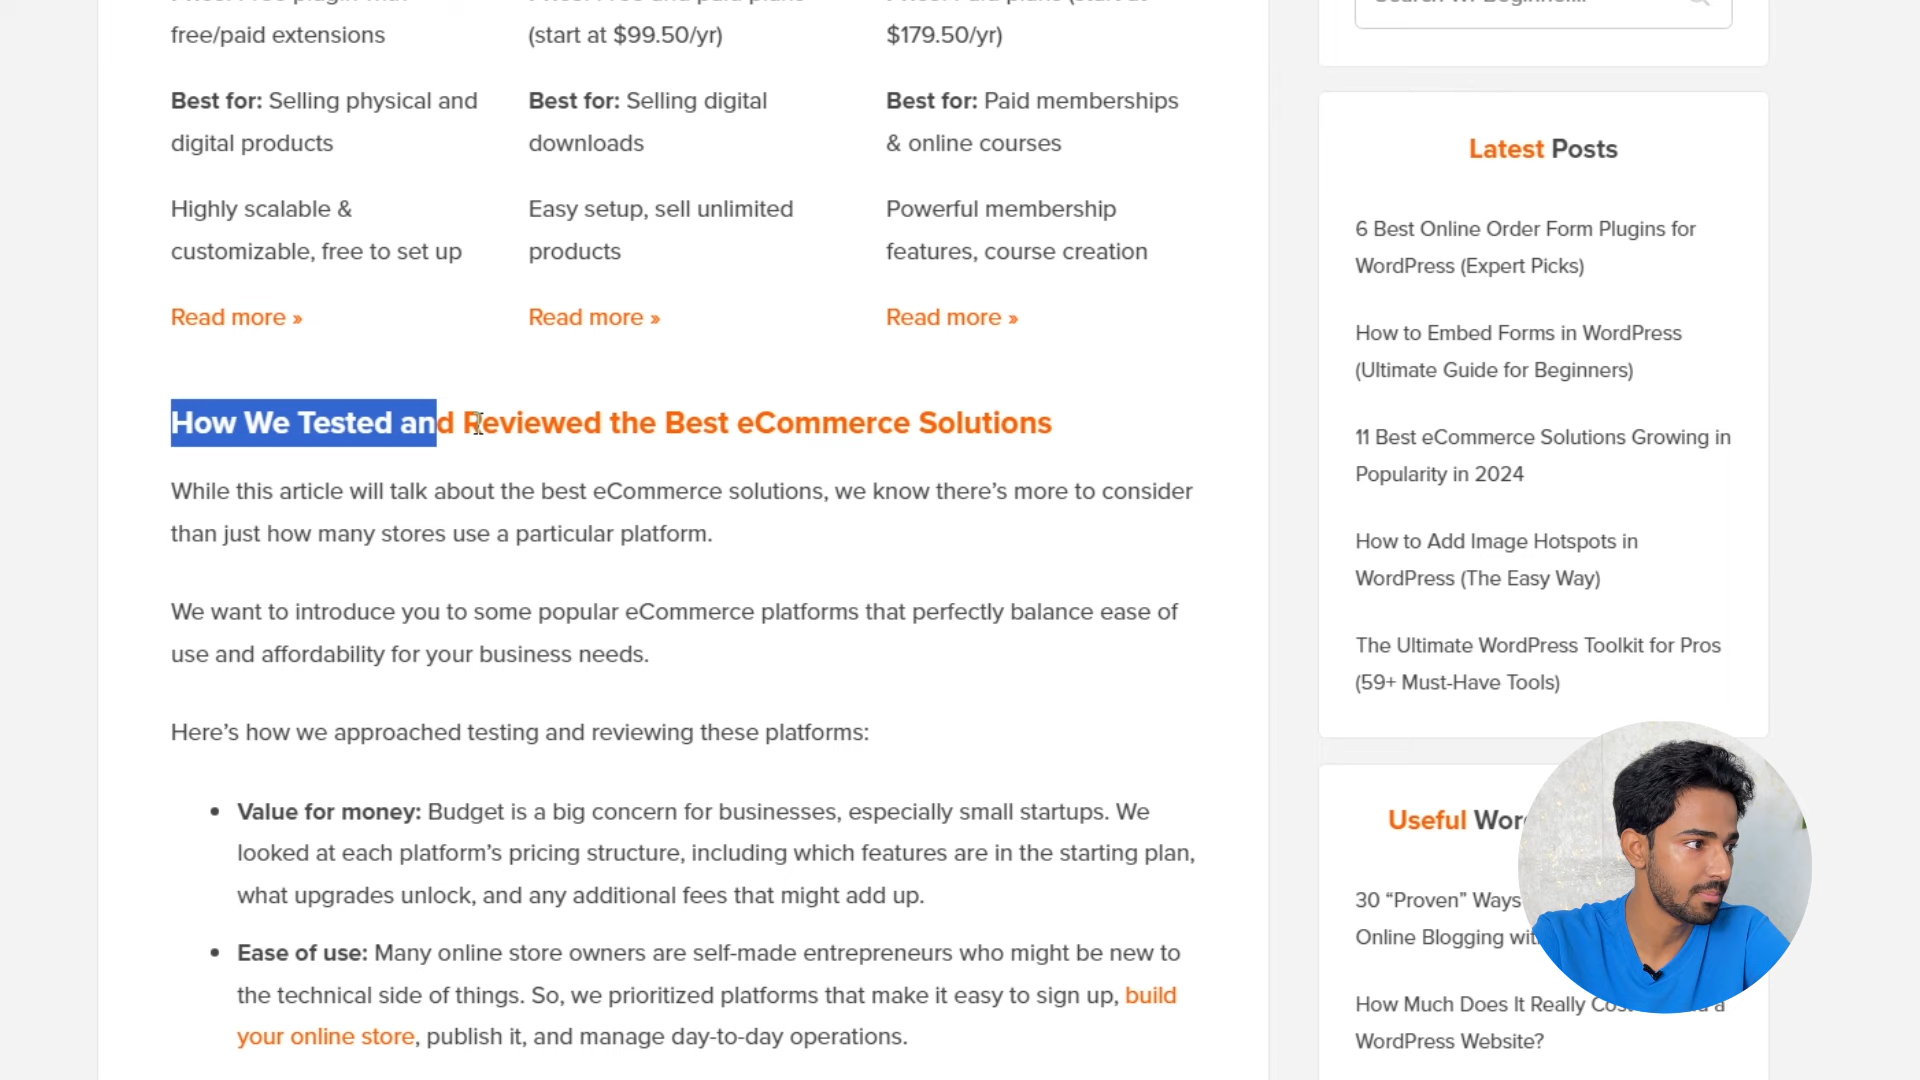 free/paid extensions
(start at $99.50/yr)
$179.50/yr)
Best for: Selling physical and
digital products
Best for: Selling digital
downloads
Best for: Paid memberships
& online courses
Highly scalable &
customizable, free to set up
Easy setup, sell unlimited
products
Powerful membership
features, course creation
Read more »
Read more »
Read more »
How We Tested and Reviewed the Best eCommerce Solutions
While this article will talk about the best eCommerce solutions, we know there’s more to consider
than just how many stores use a particular platform.
We want to introduce you to some popular eCommerce platforms that perfectly balance ease of
use and affordability for your business needs.
Here’s how we approached testing and reviewing these platforms:
• Value for money: Budget is a big concern for businesses, especially small startups. We
looked at each platform’s pricing structure, including which features are in the starting plan,
what upgrades unlock, and any additional fees that might add up.
• Ease of use: Many online store owners are self-made entrepreneurs who might be new to
the technical side of things. So, we prioritized platforms that make it easy to sign up, build
your online store, publish it, and manage day-to-day operations.
Latest Posts
6 Best Online Order Form Plugins for
WordPress (Expert Picks)
How to Embed Forms in WordPress
(Ultimate Guide for Beginners)
11 Best eCommerce Solutions Growing in
Popularity in 2024
How to Add Image Hotspots in
WordPress (The Easy Way)
The Ultimate WordPress Toolkit for Pros
(59+ Must-Have Tools)
Useful
30 “Proven” Ways
Online Blogging
How Much Does It Really
a
WordPress Website?